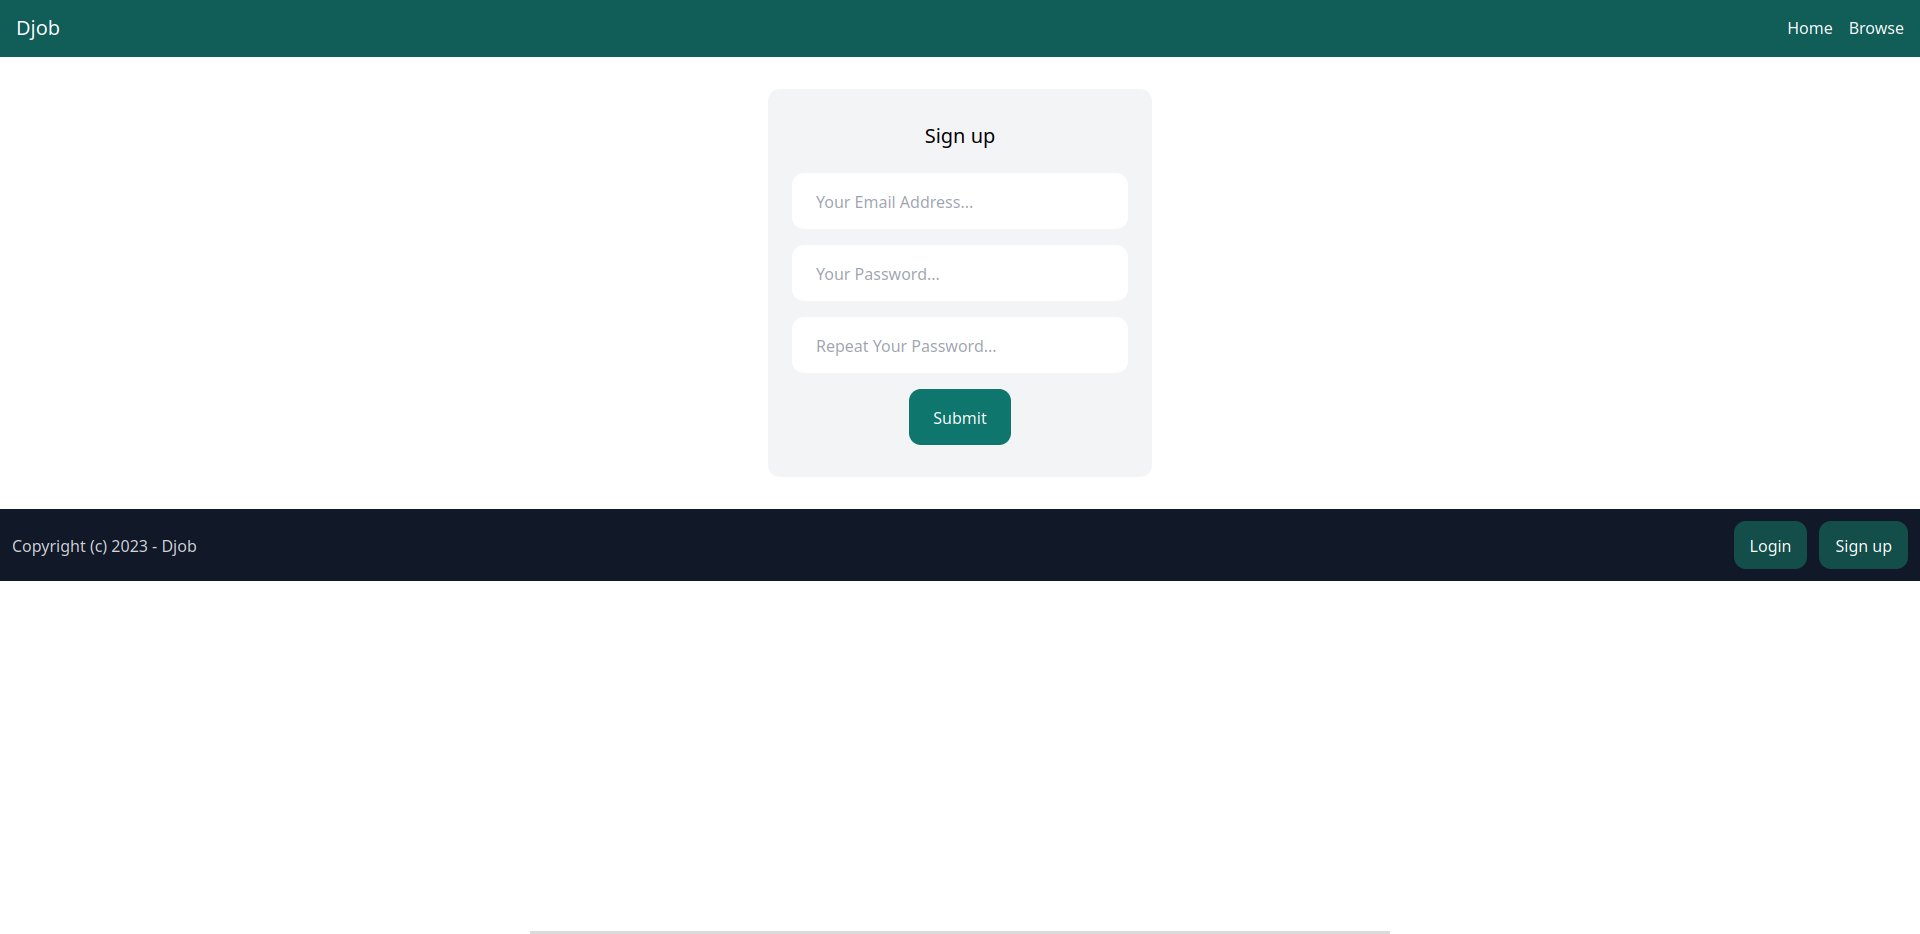 Djob
Home Browse
Sign up
Your Email Address...
Your Password...
Repeat Your Password...
Submit
Copyright (c) 2023 - Djob
Login Sign up